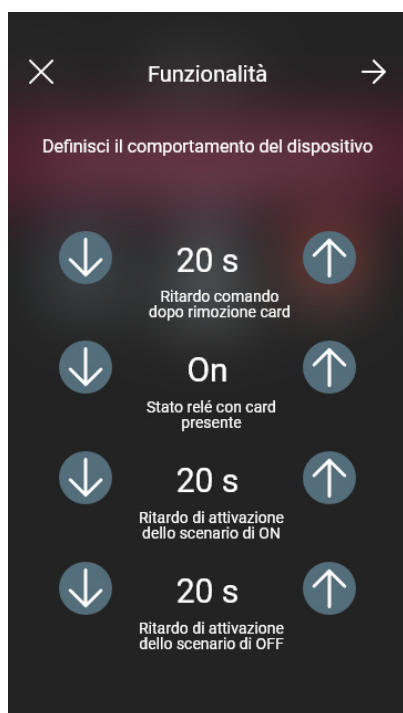 Funzionalità
Definisci il comportamento del dispositivo
20 s
Ritardo comando
dopo rimozione card
On
Stato relé con card
presente
20 s
Ritardo di attivazione
dello scenario di ON
20 s
Ritardo di attivazione
dello scenario di OFF